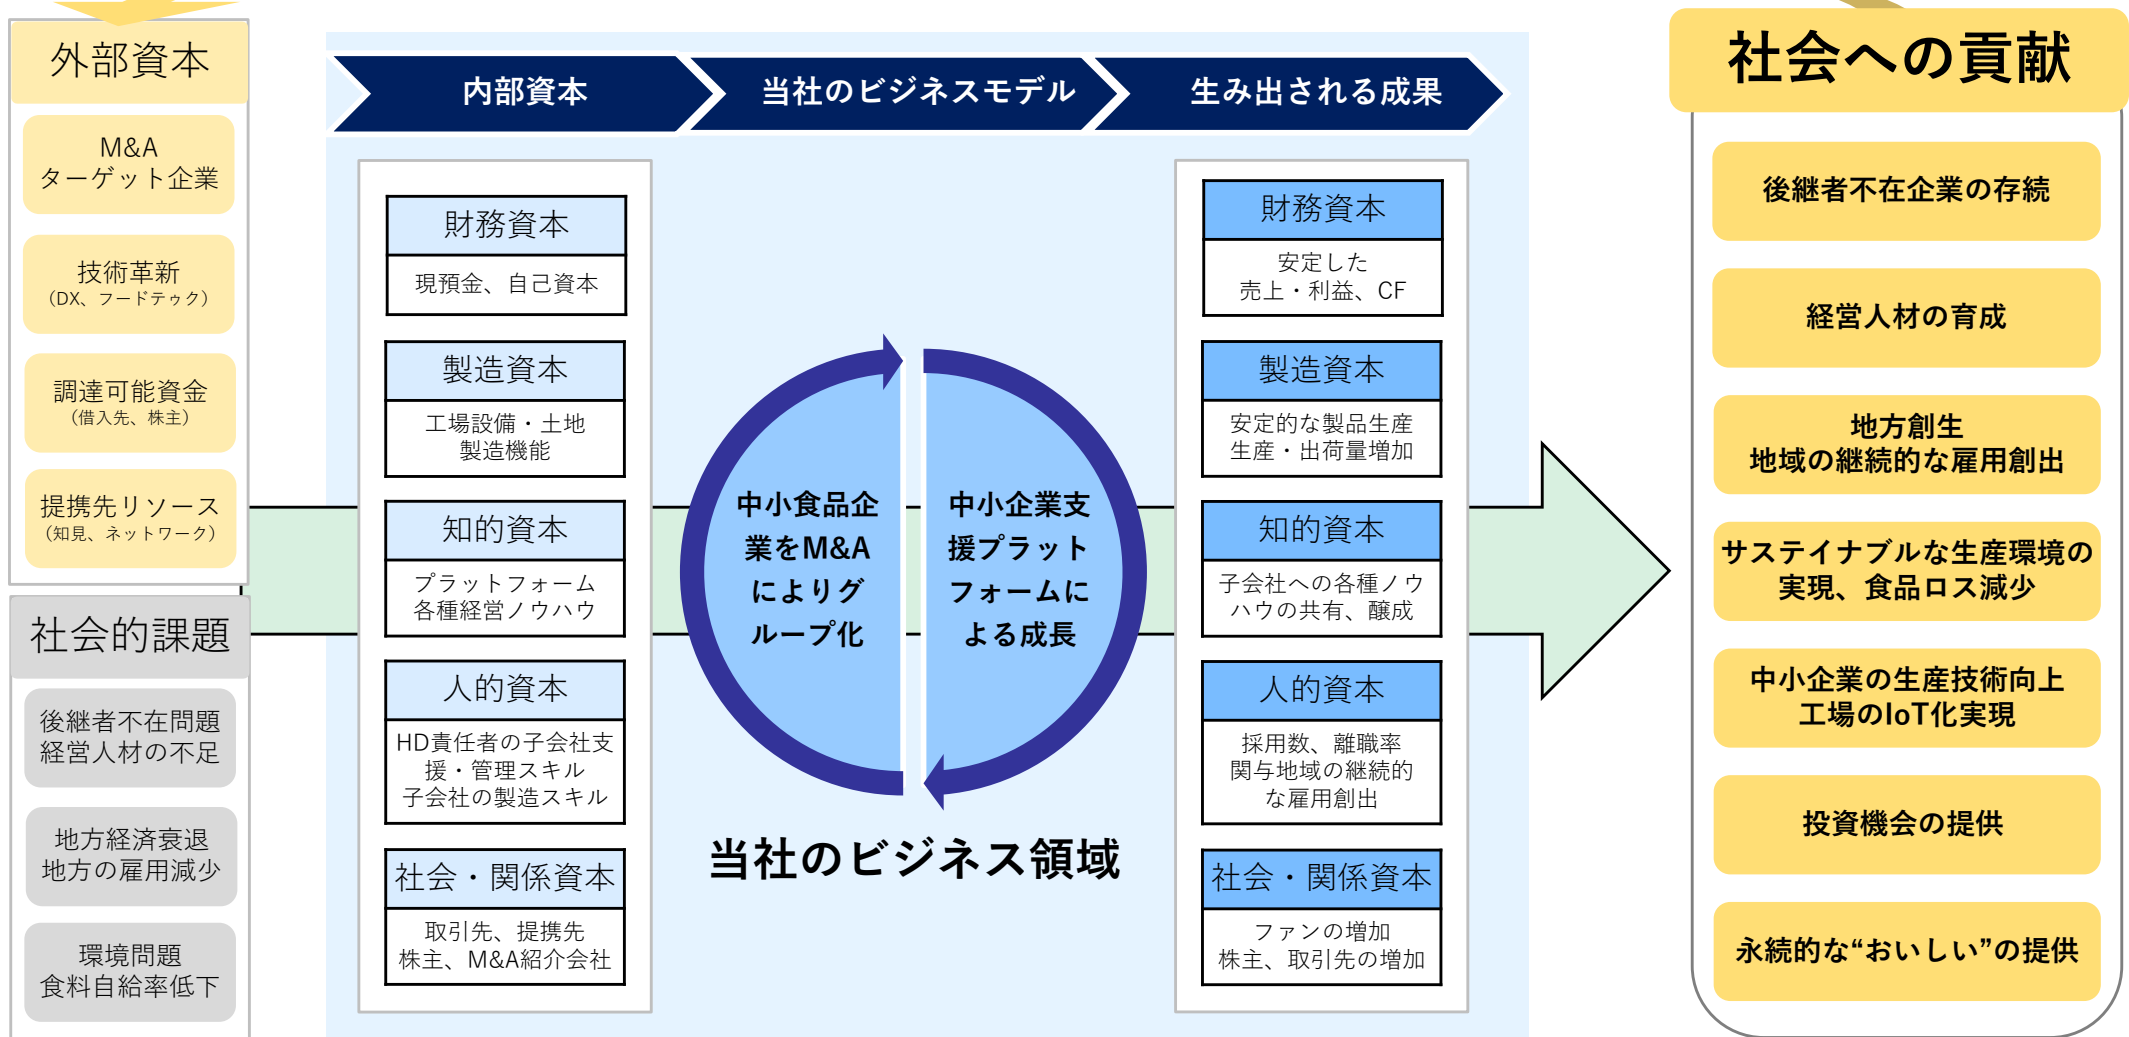 外部資本
M&A
ターゲット企業
技術革新
（DX、フードテゥク）
調達可能資金
（借入先、株主）
提携先リソース
（知見、ネットワーク）
社会的課題
後継者不在問題
経営人材の不足
地方経済衰退
地方の雇用減少
環境問題
食料自給率低下
内部資本
財務資本
現預金、自己資本
製造資本
工場設備・土地
製造機能
知的資本
プラットフォーム
各種経営ノウハウ
人的資本
HD責任者の子会社支
援・管理スキル
子会社の製造スキル
社会・関係資本
取引先、提携先
株主、M&A紹介会社
当社のビジネスモデル
中小食品企
業をM&A
によりグ
ループ化
中小企業支
援プラット
フォームに
よる成長
当社のビジネス領域
生み出される成果
財務資本
安定した
売上・利益、CF
製造資本
安定的な製品生産
生産・出荷量増加
知的資本
子会社への各種ノウ
ハウの共有、醸成
人的資本
採用数、離職率
関与地域の継続的
な雇用創出
社会・関係資本
ファンの増加
株主、取引先の増加
社会への貢献
後継者不在企業の存続
経営人材の育成
地方創生
地域の継続的な雇用創出
サステイナブルな生産環境の
実現、食品ロス減少
中小企業の生産技術向上
工場のIoT化実現
投資機会の提供
永続的な“おいしい”の提供